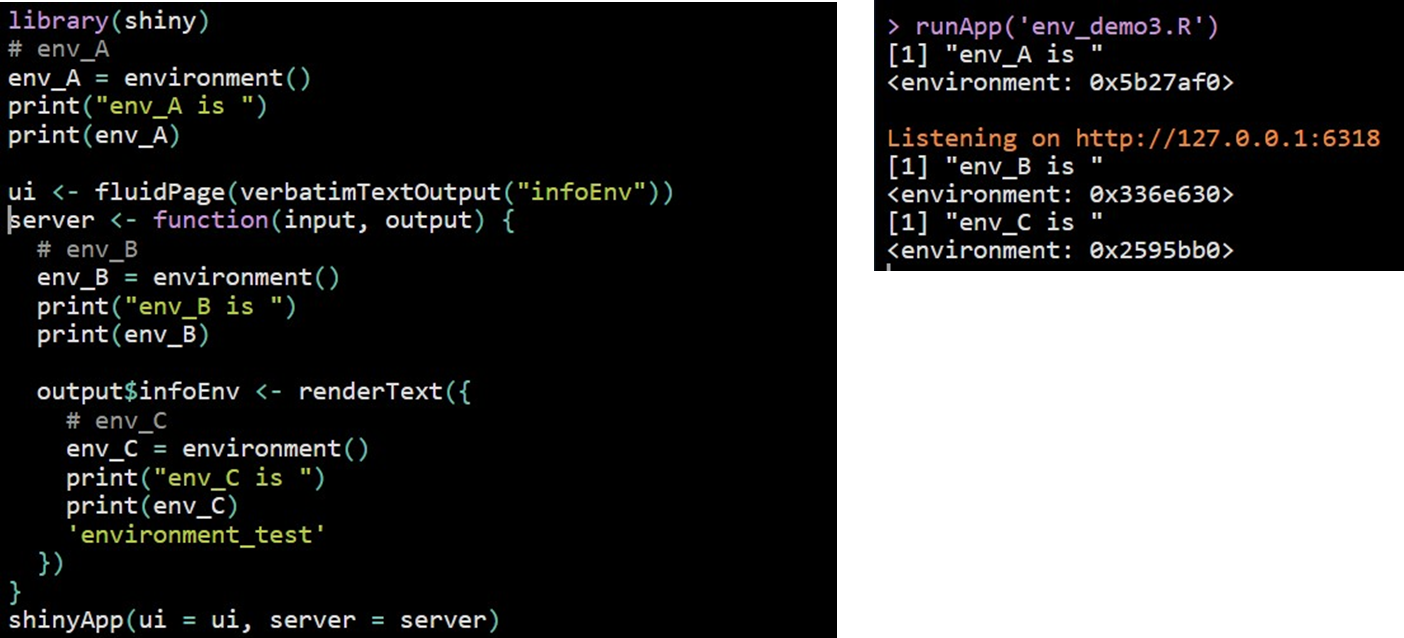 library(shiny)
# env_A
env_A = environment()
print("env_A is ")
print(env_A)

ui <- fluidPage(verbatimTextOutput("infoEnv"))
server <- function(input, output) {
  # env_B
  env_B = environment()
  print("env_B is ")
  print(env_B)

  output$infoEnv <- renderText({
    # env_C
    env_C = environment()
    print("env_C is ")
    print(env_C)
    'environment_test'
  })
}
shinyApp(ui = ui, server = server)
> runApp('env_demo3.R')
[1] "env_A is "
<environment: 0x5b27af0>

Listening on http://127.0.0.1:6318
[1] "env_B is "
<environment: 0x336e630>
[1] "env_C is "
<environment: 0x2595bb0>